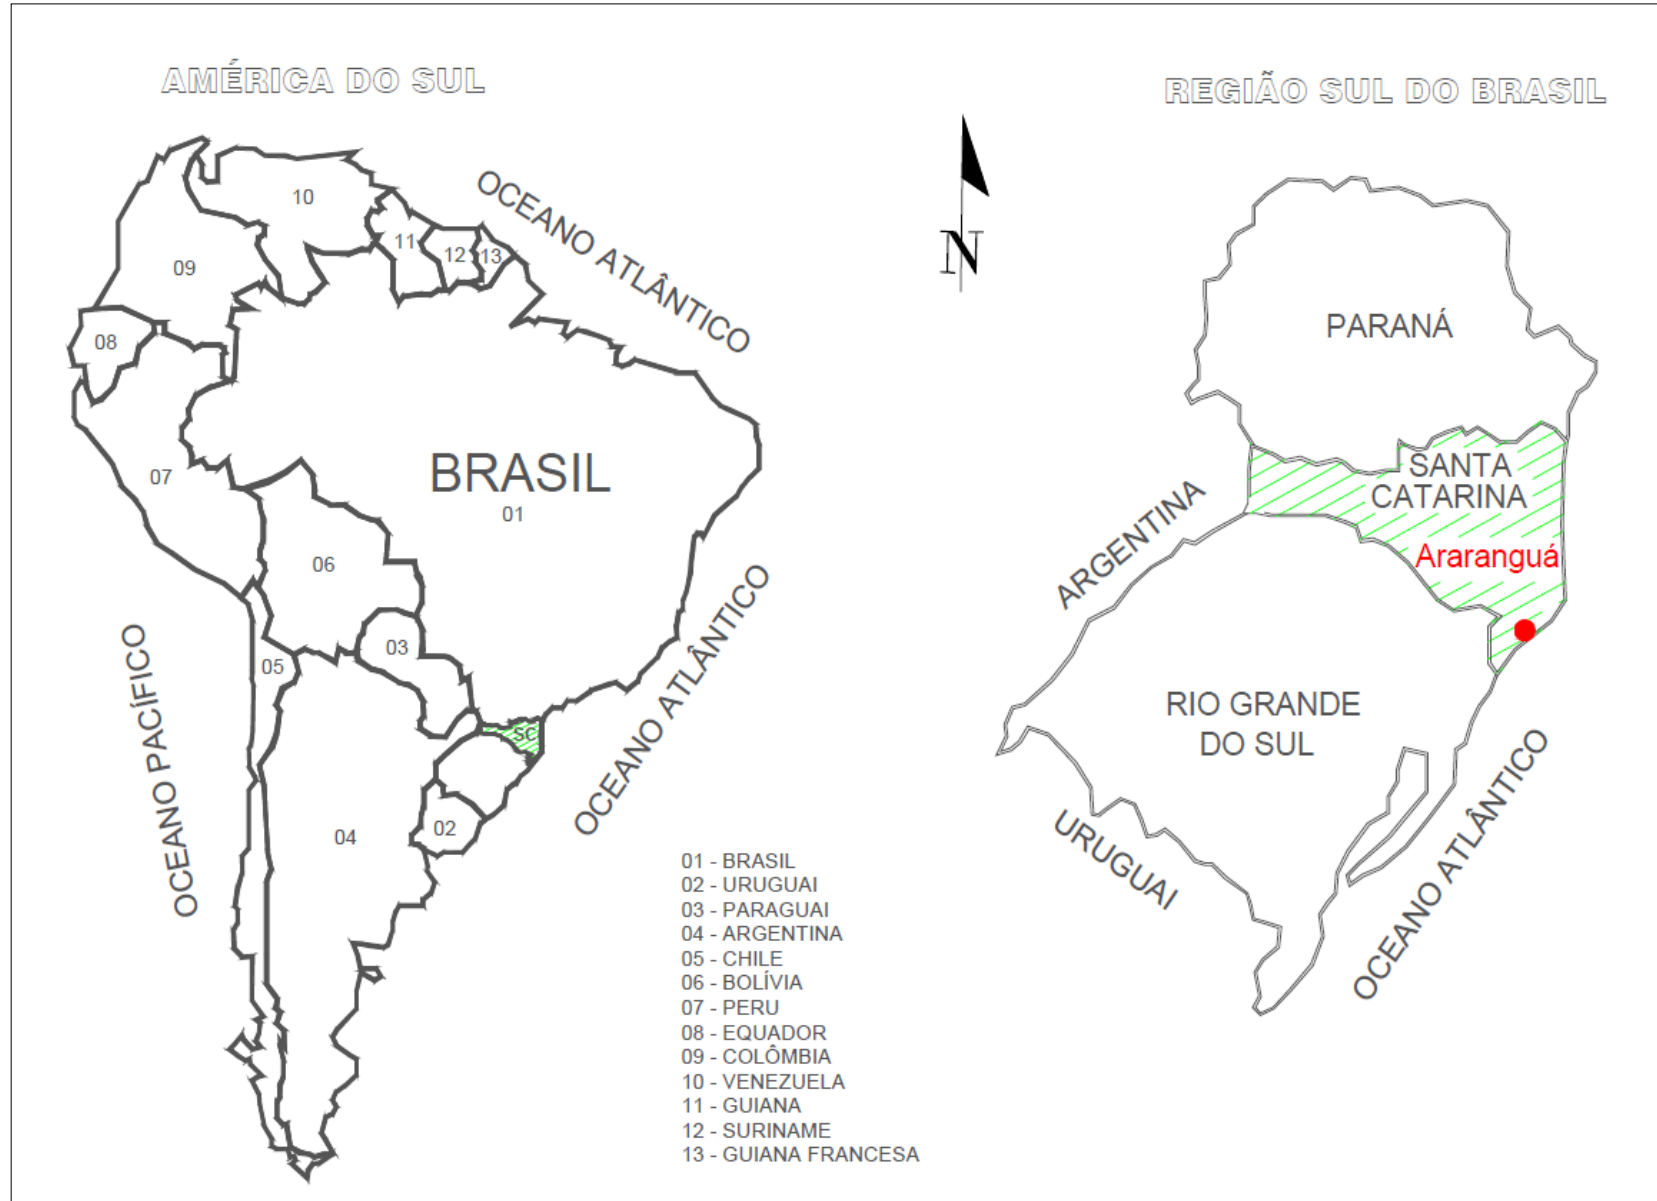 AMÉRICA DO SUL
REGIÃO SUL DO BRASIL
N
OCEANO ATLÂNTICO
10
11
12
13
09
08
07
BRASIL
01
06
03
05
SC
02
04
OCEANO PACÍFICO
OCEANO ATLÂNTICO
01 - BRASIL
02 - URUGUAI
03 - PARAGUAI
04 - ARGENTINA
05 - CHILE
06 - BOLÍVIA
07 - PERU
08 - EQUADOR
09 - COLÔMBIA
10 - VENEZUELA
11 - GUIANA
12 - SURINAME
13 - GUIANA FRANCESA
PARANÁ
SANTA
CATARINA
Araranguá
ARGENTINA
RIO GRANDE
DO SUL
URUGUAI
OCEANO ATLÂNTICO